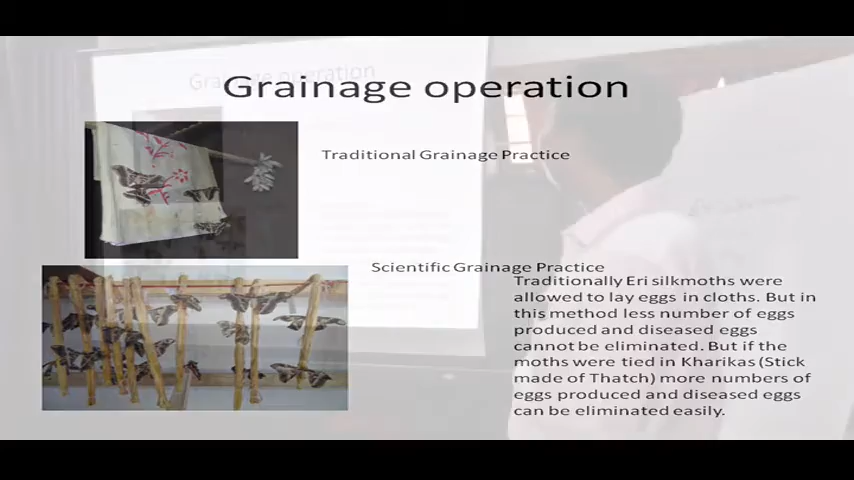 Grainage operation
Traditional Grainage Practice
Scientific Grainage Practice
Traditionally Eri silkmoths were
allowed to lay eggs in cloths. But in
this method less number of eggs
produced and diseased eggs
cannot be eliminated. But if the
moths were tied in Kharikas (Stick
made of Thatch) more numbers of
eggs produced and diseased eggs
can be eliminated easily.